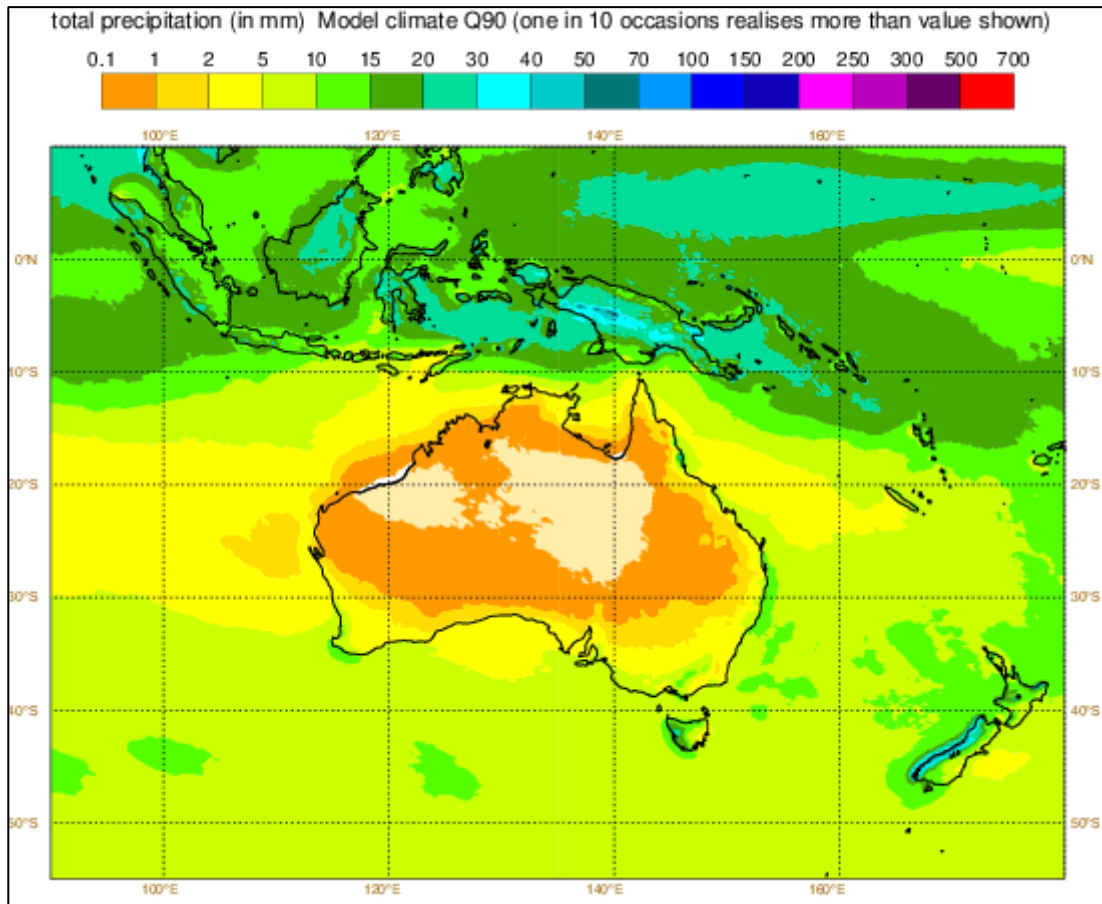 total precipitation (in mm) Model climate Q90 (one in 10 occasions realises more than value shown)
0.1 1 2 5 10 15 20 30 40 50 70 100 150 200 250 300 500 700
100°E 120°E 140°E 160°E
0°N 0°N
10°S 10°S
20°S 20°S
30°S 30°S
40°S 40°S
50°S 50°S
100°E 120°E 140°E 160°E